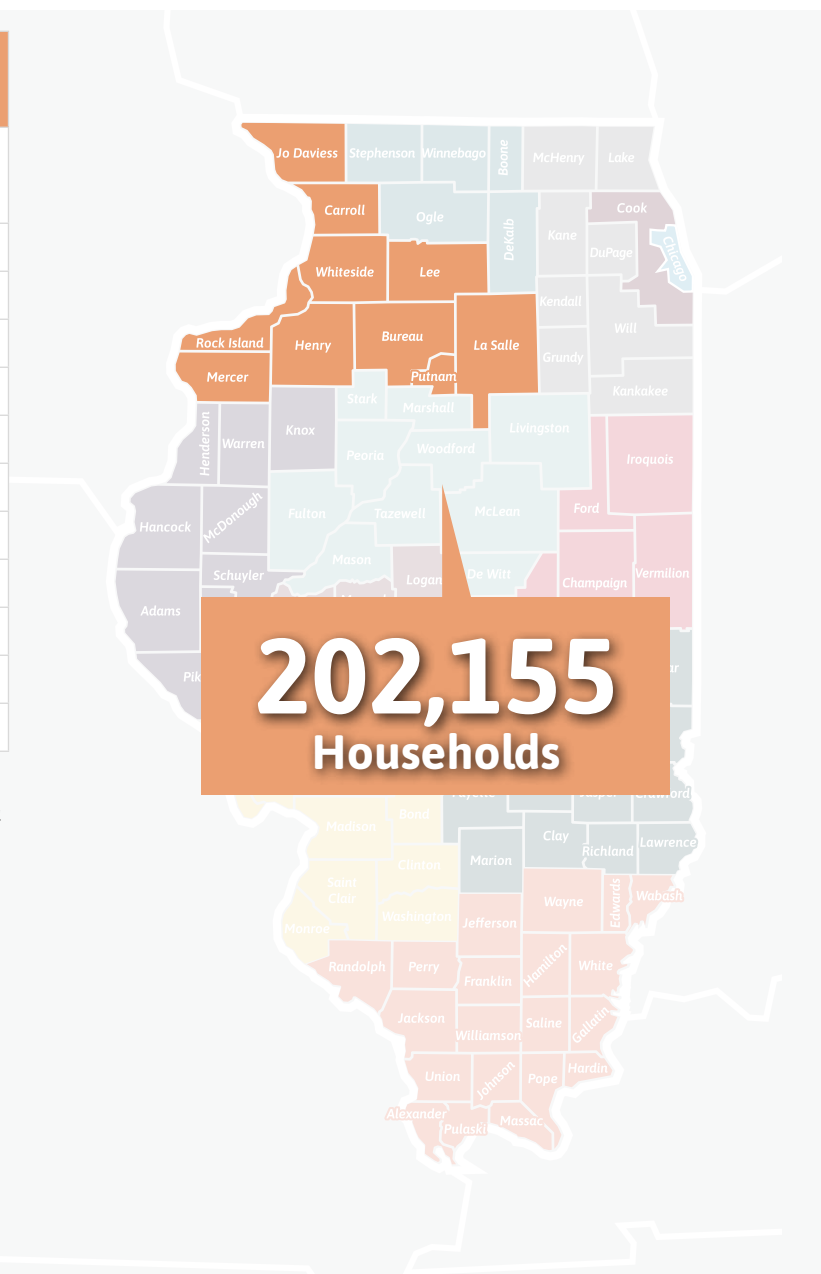 Jo Daviess
Stephenson
Winnebago
Boone
McHenry
Lake
Carroll
Ogle
DeKalb
Kane
Cook
DuPage
Chicago
Whiteside
Lee
Kendall
Rock Island
Henry
Bureau
La Salle
Will
Grundy
Mercer
Putnam
Kankakee
Henderson
Warren
Knox
Stark
Marshall
Livingston
Iroquois
Peoria
Woodford
Hancock
McDonough
Fulton
Tazewell
McLean
Ford
Mason
Schuyler
Logan
De Witt
Champaign
Vermilion
Adams
202,155
Households
Crawford
Madison
Bond
Clay
Richland
Lawrence
Clinton
Marion
Saint
Clair
Washington
Jefferson
Wayne
Edwards
Wabash
Monroe
Randolph
Perry
Franklin
Hamilton
White
Jackson
Williamson
Saline
Gallatin
Union
Johnson
Pope
Hardin
Alexander
Pulaski
Massac